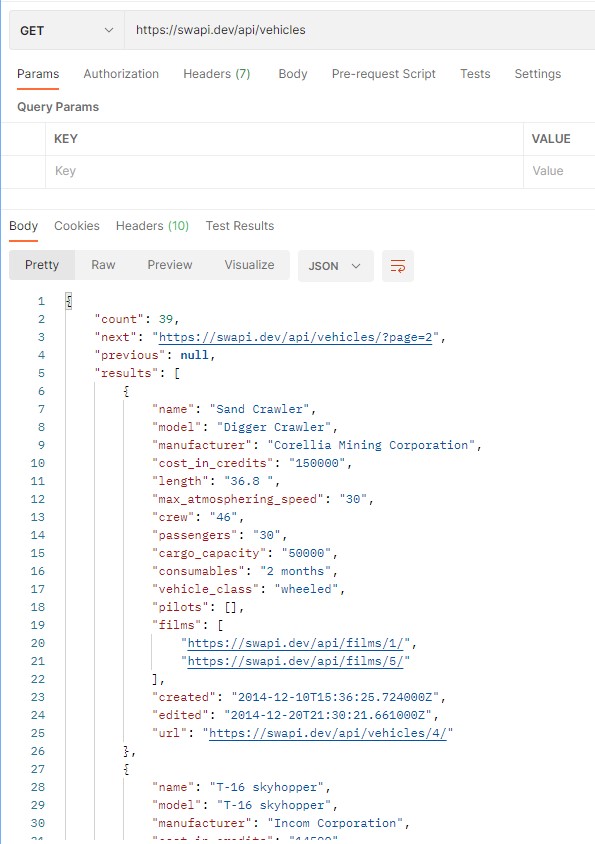 GET https://swapi.dev/api/vehicles
Params Authorization Headers (7) Body Pre-request Script Tests Settings
Query Params
KEY VALUE
Key Value
Body Cookies Headers (10) Test Results
Pretty Raw Preview Visualize JSON
1 {
2 "count": 39,
3 "next": "https://swapi.dev/api/vehicles/?page=2",
4 "previous": null,
5 "results": [
6 {
7 "name": "Sand Crawler",
8 "model": "Digger Crawler",
9 "manufacturer": "Corellia Mining Corporation",
10 "cost_in_credits": "150000",
11 "length": "36.8 ",
12 "max_atmosphering_speed": "30",
13 "crew": "46",
14 "passengers": "30",
15 "cargo_capacity": "50000",
16 "consumables": "2 months",
17 "vehicle_class": "wheeled",
18 "pilots": [],
19 "films": [
20 "https://swapi.dev/api/films/1/",
21 "https://swapi.dev/api/films/5/"
22 ],
23 "created": "2014-12-10T15:36:25.724000Z",
24 "edited": "2014-12-20T21:30:21.661000Z",
25 "url": "https://swapi.dev/api/vehicles/4/"
26 },
27 {
28 "name": "T-16 skyhopper",
29 "model": "T-16 skyhopper",
30 "manufacturer": "Incom Corporation",
31 "cost_in_credits": "14500",